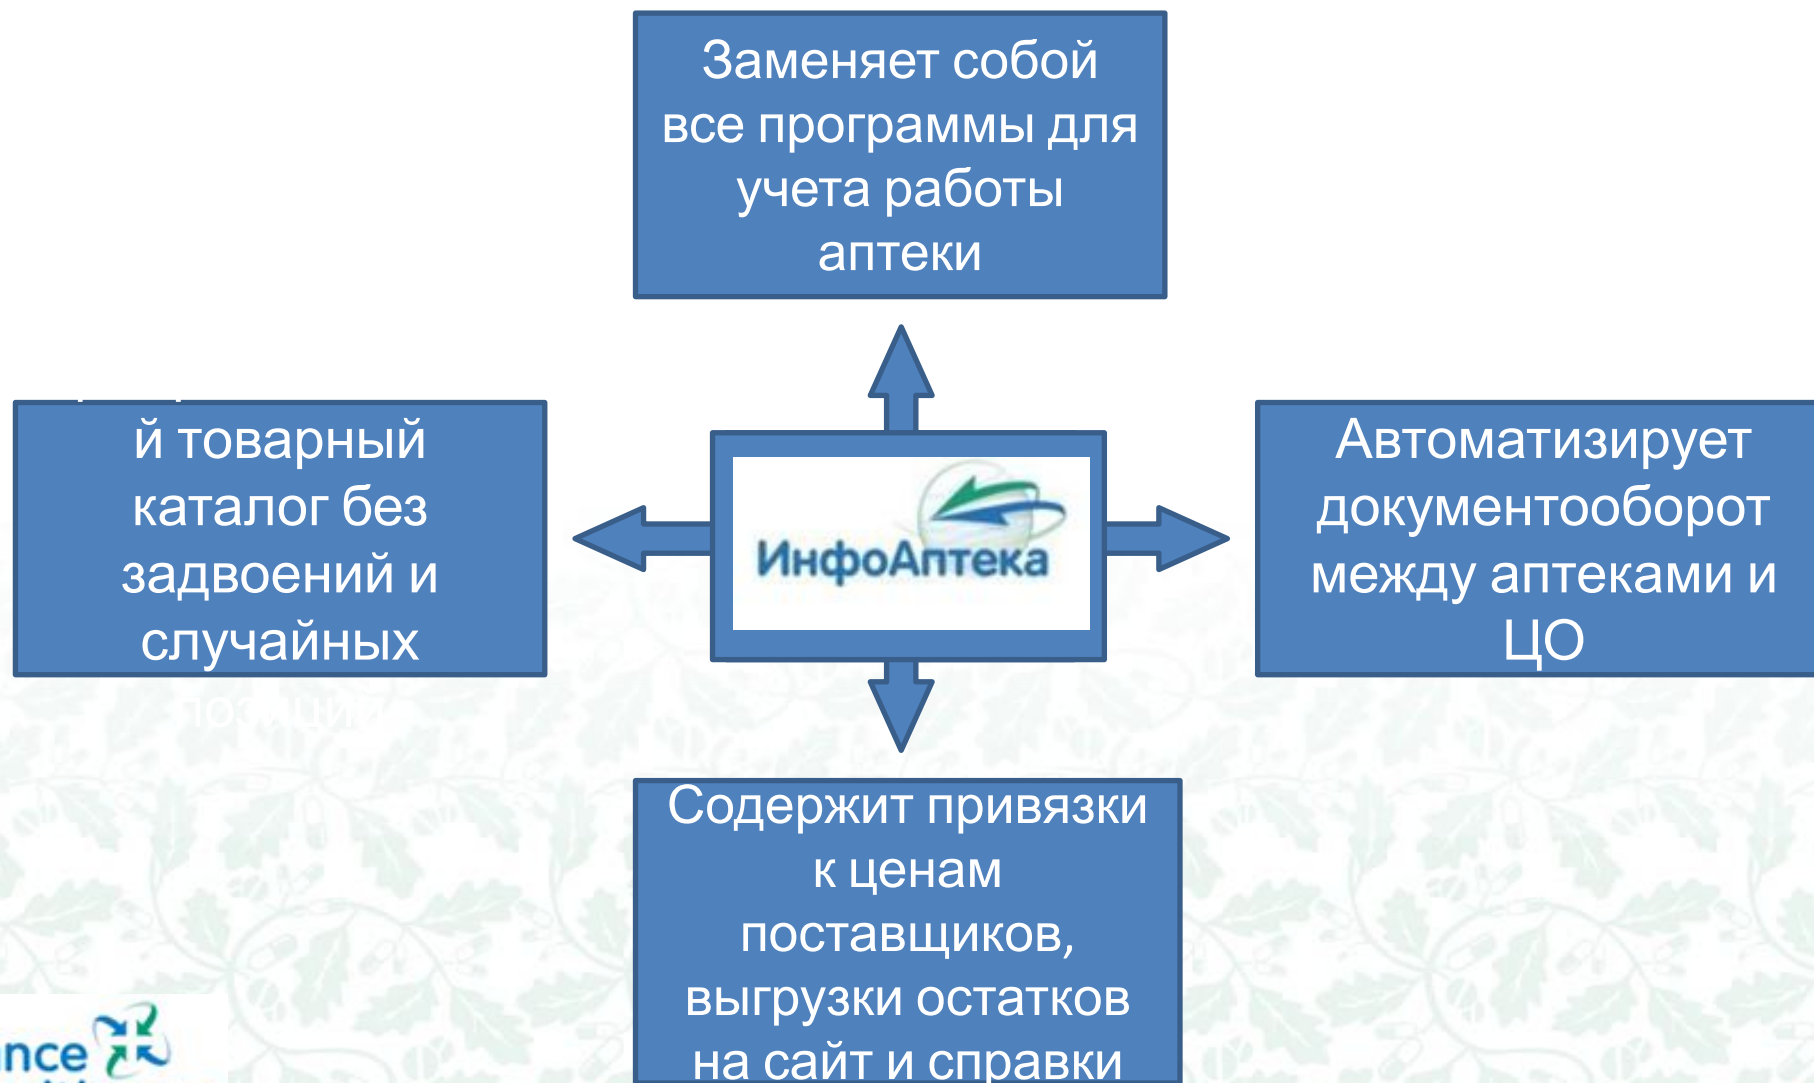 Заменяет собой
все программы для
учета работы
аптеки
й товарный
каталог без
задвоений и
случайных
позиций
ИнфоАптека
Автоматизирует
документооборот
между аптеками и
ЦО
Содержит привязки
к ценам
поставщиков,
выгрузки остатков
на сайт и справки
nce